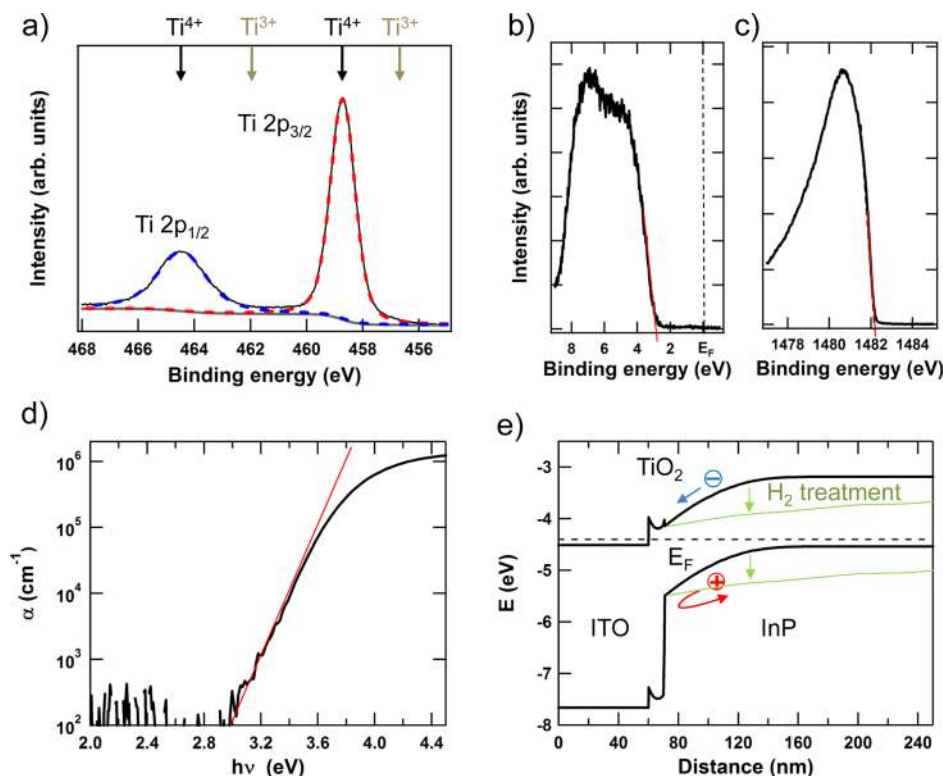 a)
Ti⁴⁺ Ti³⁺ Ti⁴⁺ Ti³⁺
Ti 2p3/2
Ti 2p1/2
Intensity (arb. units)
468 466 464 462 460 458 456
Binding energy (eV)
b)
Intensity (arb. units)
8 6 4 2 EF
Binding energy (eV)
c)
1478 1480 1482 1484
Binding energy (eV)
d)
10⁶
10⁵
10⁴
10³
10²
α (cm⁻¹)
2.0 2.4 2.8 3.2 3.6 4.0 4.4
hν (eV)
e)
-3
-4
-5
-6
-7
-8
E (eV)
TiO2
−
H2 treatment
EF
+
ITO
InP
0 40 80 120 160 200 240
Distance (nm)